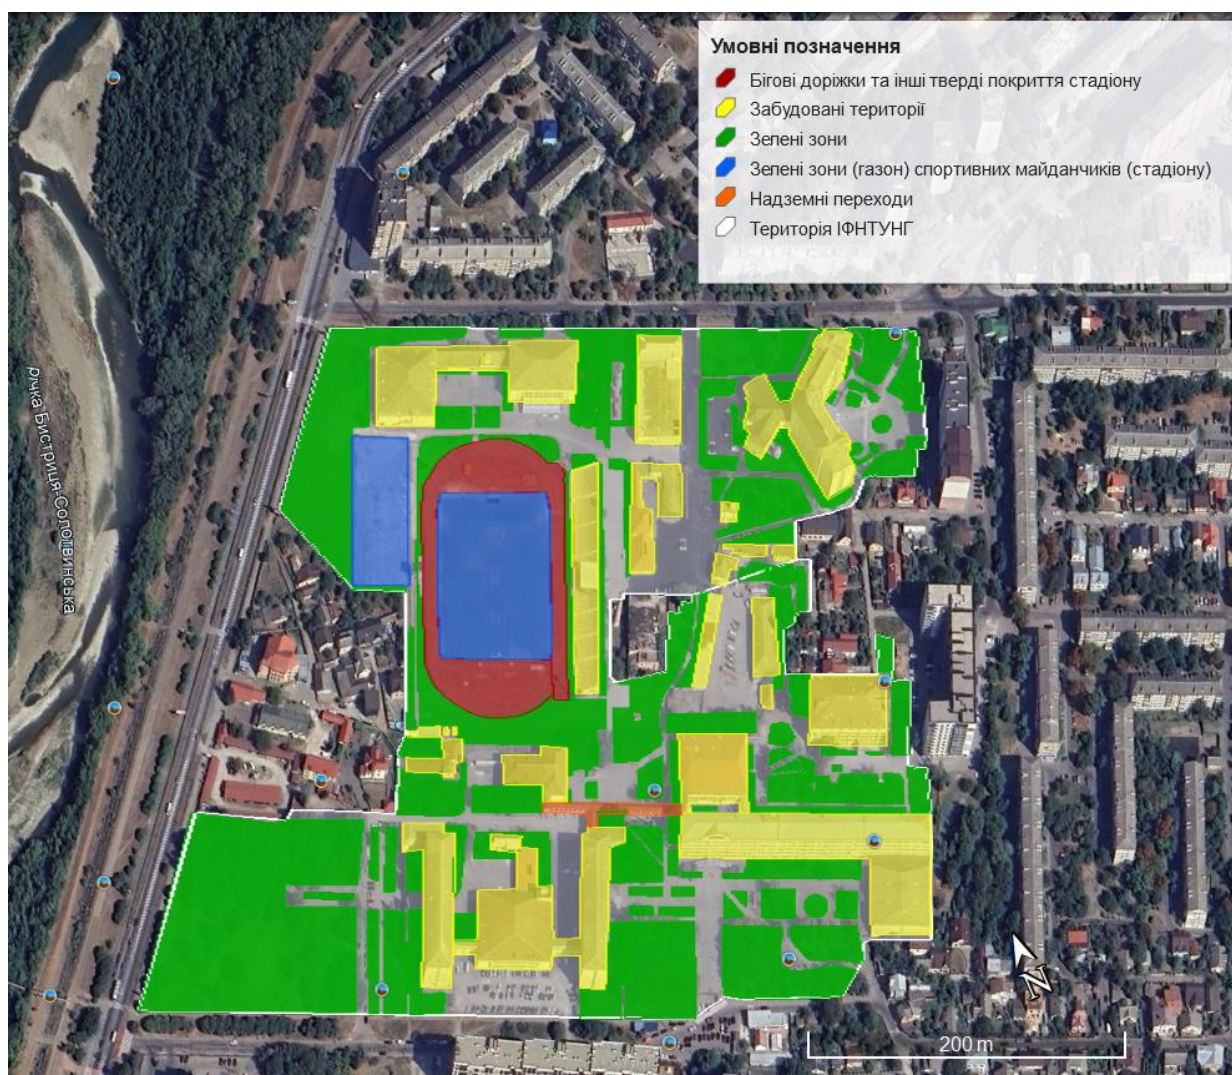 Умовні позначення
Бігові доріжки та інші тверді покриття стадіону
Забудовані території
Зелені зони
Зелені зони (газон) спортивних майданчиків (стадіону)
Надземні переходи
Територія ІФНТУНГ
річка Бистриця-Солотвинська
N
200 m